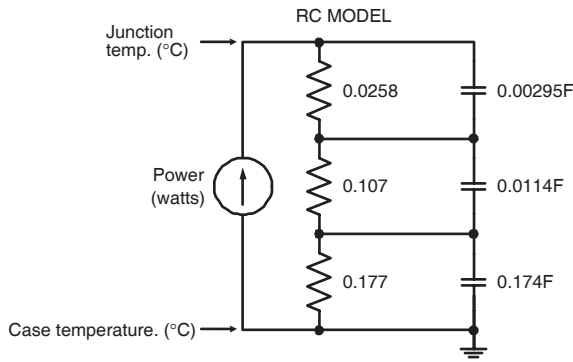 RC MODEL
Junction
temp. (°C)
0.0258
0.00295F
Power
(watts)
0.107
0.0114F
0.177
0.174F
Case temperature. (°C)